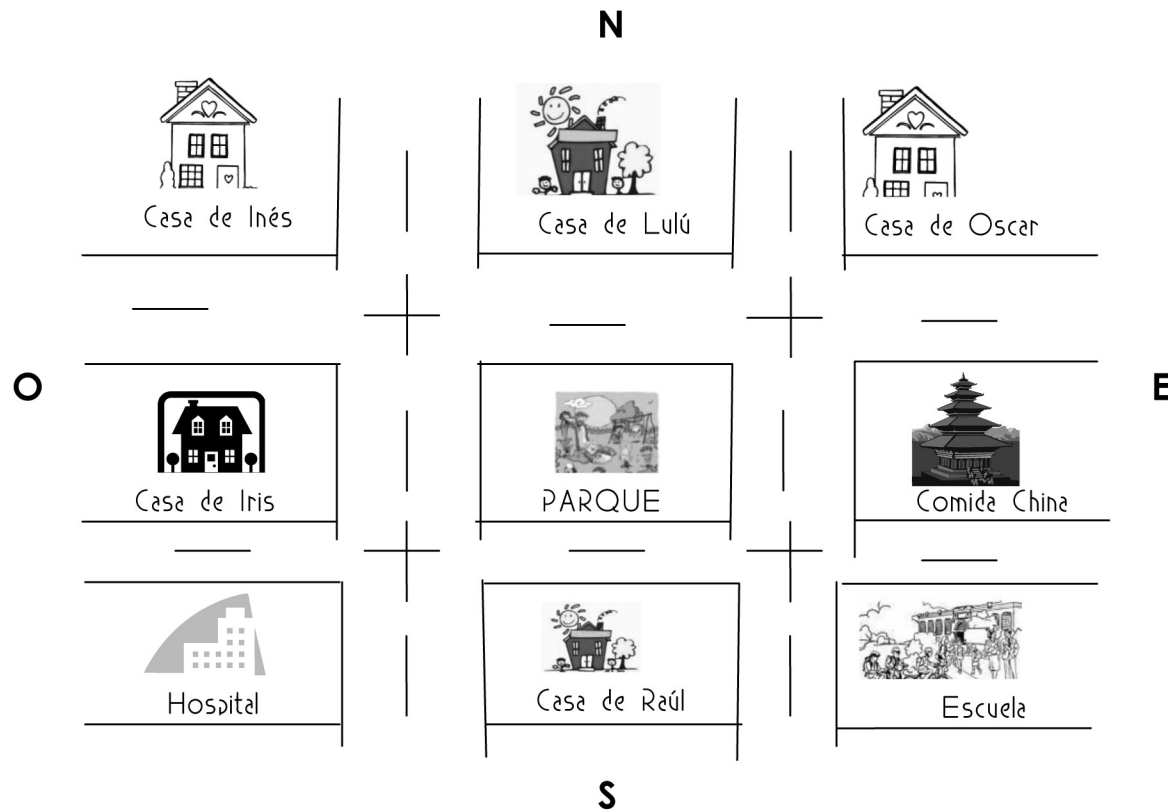 N
Casa de Inés
Casa de Lulú
Casa de Oscar
O
E
Casa de Iris
PARQUE
Comida China
Hospital
Casa de Raúl
Escuela
S